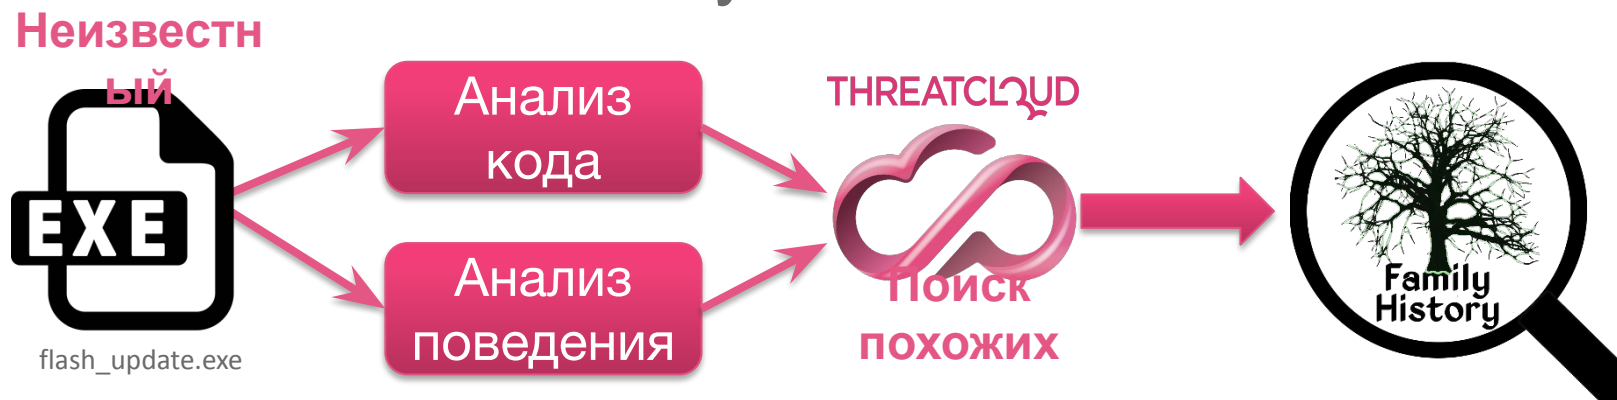 Неизвестн
ый
EXE
flash_update.exe
Анализ
кода
Анализ
поведения
THREATCLOUD
Поиск
похожих
Family
History